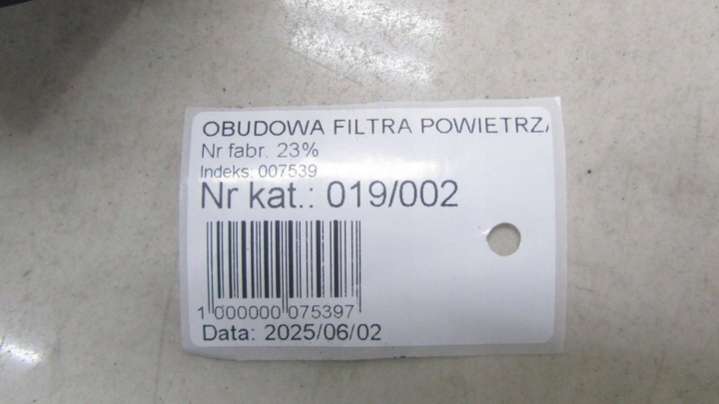 OBUDOWA FILTRA POWIETRZA
Nr fabr. 23%
Indeks: 007539
Nr kat.: 019/002
1 000000 075397
Data: 2025/06/02